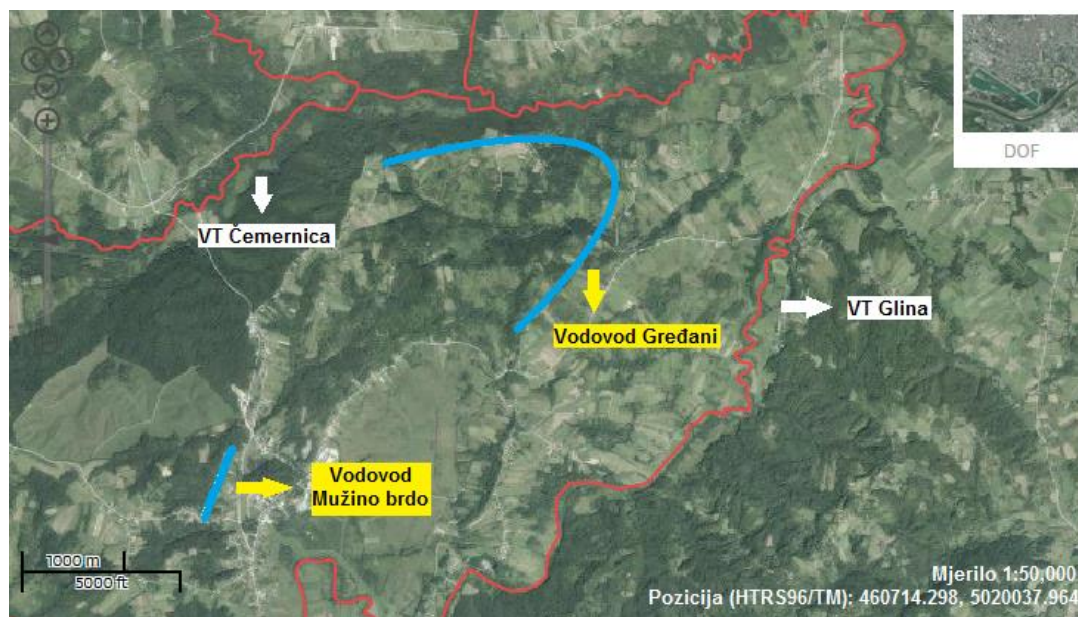 DOF
VT Čemernica
VT Glina
Vodovod Gređani
Vodovod
Mužino brdo
1000 m
5000 ft
Mjerilo 1:50,000
Pozicija (HTRS96/TM): 460714.298, 5020037.964